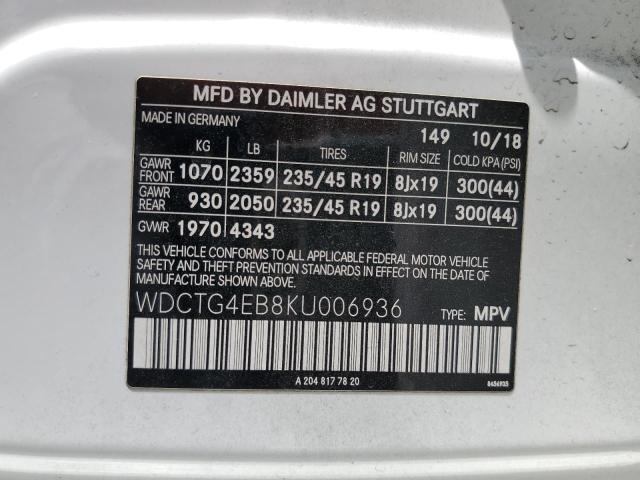 MFD BY DAIMLER AG STUTTGART
MADE IN GERMANY 149 10/18
KG LB TIRES RIM SIZE COLD KPA(PSI)
GAWR FRONT 1070 2359 235/45 R19 8Jx19 300(44)
GAWR REAR 930 2050 235/45 R19 8Jx19 300(44)
GVWR 1970 4343
THIS VEHICLE CONFORMS TO ALL APPLICABLE FEDERAL MOTOR VEHICLE
SAFETY AND THEFT PREVENTION STANDARDS IN EFFECT ON THE DATE OF
MANUFACTURE SHOWN ABOVE.
WDCTG4EB8KU006936 TYPE: MPV
A 204 817 78 20